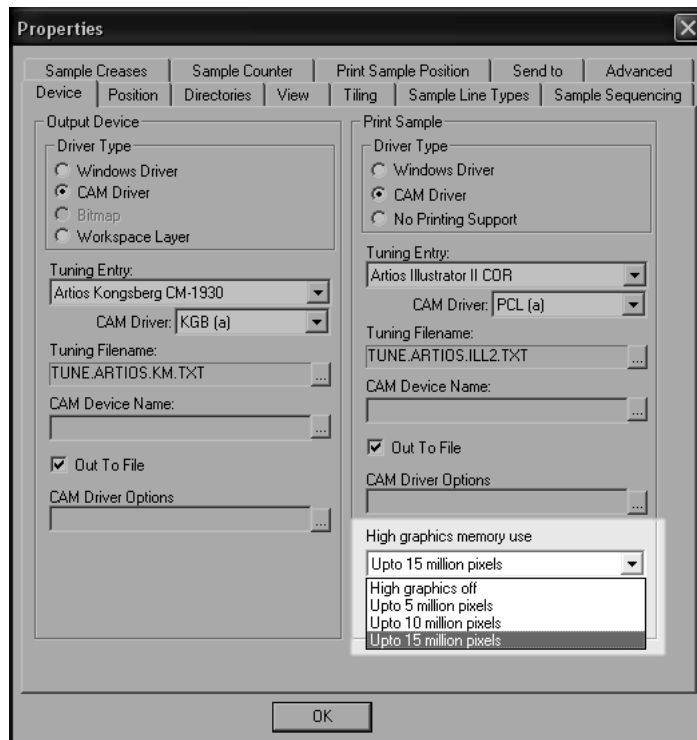 Properties
Sample Creases Sample Counter Print Sample Position Send to Advanced
Device Position Directories View Tiling Sample Line Types Sample Sequencing
Output Device
Driver Type
Windows Driver
CAM Driver
Bitmap
Workspace Layer
Tuning Entry:
Artios Kongsberg CM-1930
CAM Driver: KGB (a)
Tuning Filename:
TUNE.ARTIOS.KM.TXT ...
CAM Device Name:
...
Out To File
CAM Driver Options
...
Print Sample
Driver Type
Windows Driver
CAM Driver
No Printing Support
Tuning Entry:
Artios Illustrator II COR
CAM Driver: PCL (a)
Tuning Filename:
TUNE.ARTIOS.ILL2.TXT ...
CAM Device Name:
...
Out To File
CAM Driver Options
...
High graphics memory use
Upto 15 million pixels
High graphics off
Upto 5 million pixels
Upto 10 million pixels
Upto 15 million pixels
OK